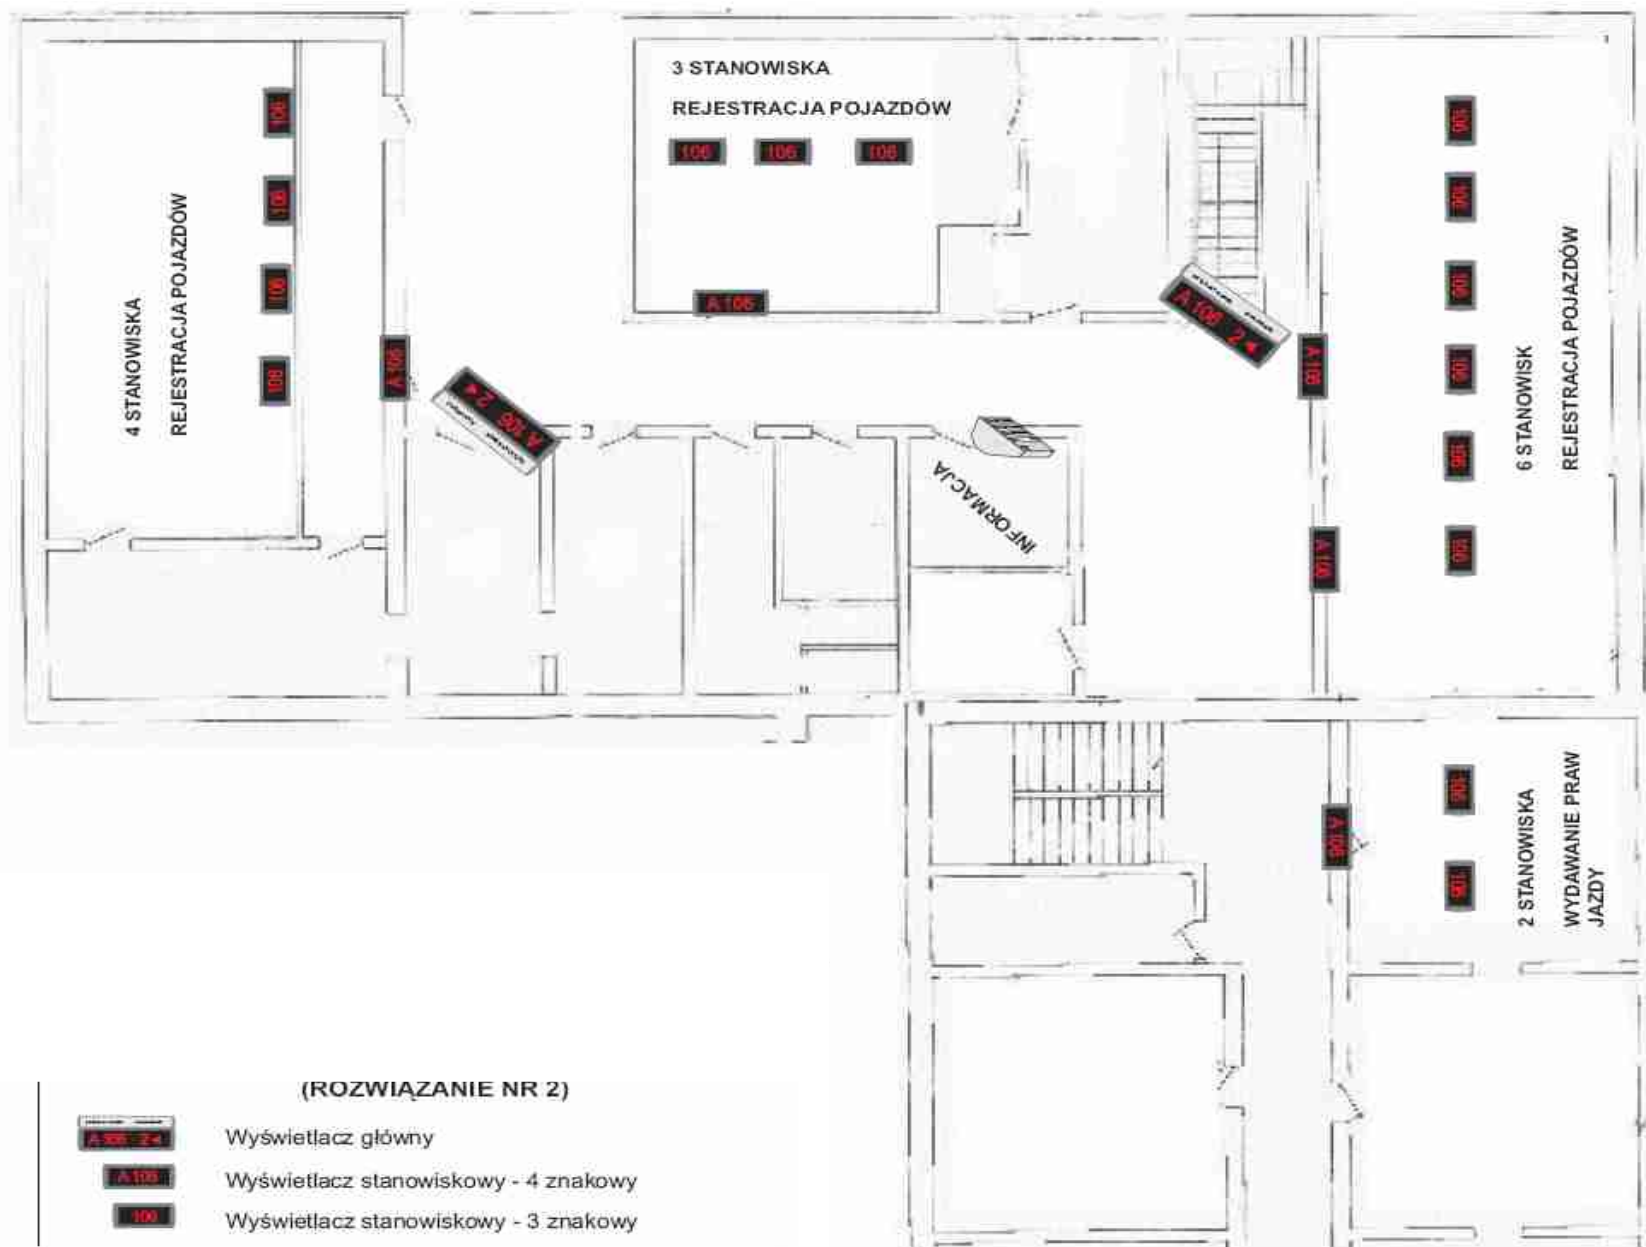 3 STANOWISKA
REJESTRACJA POJAZDÓW
106 106 106
A 106
4 STANOWISKA
REJESTRACJA POJAZDÓW
106
106
106
106
A 106
A 106 2◄
A 106 2◄
A 106
A 106
6 STANOWISK
REJESTRACJA POJAZDÓW
106
106
106
106
106
106
INFORMACJA
2 STANOWISKA
WYDAWANIE PRAW
JAZDY
106
106
A 106
(ROZWIĄZANIE NR 2)
A 106 2◄
Wyświetlacz główny
A 106
Wyświetlacz stanowiskowy - 4 znakowy
106
Wyświetlacz stanowiskowy - 3 znakowy